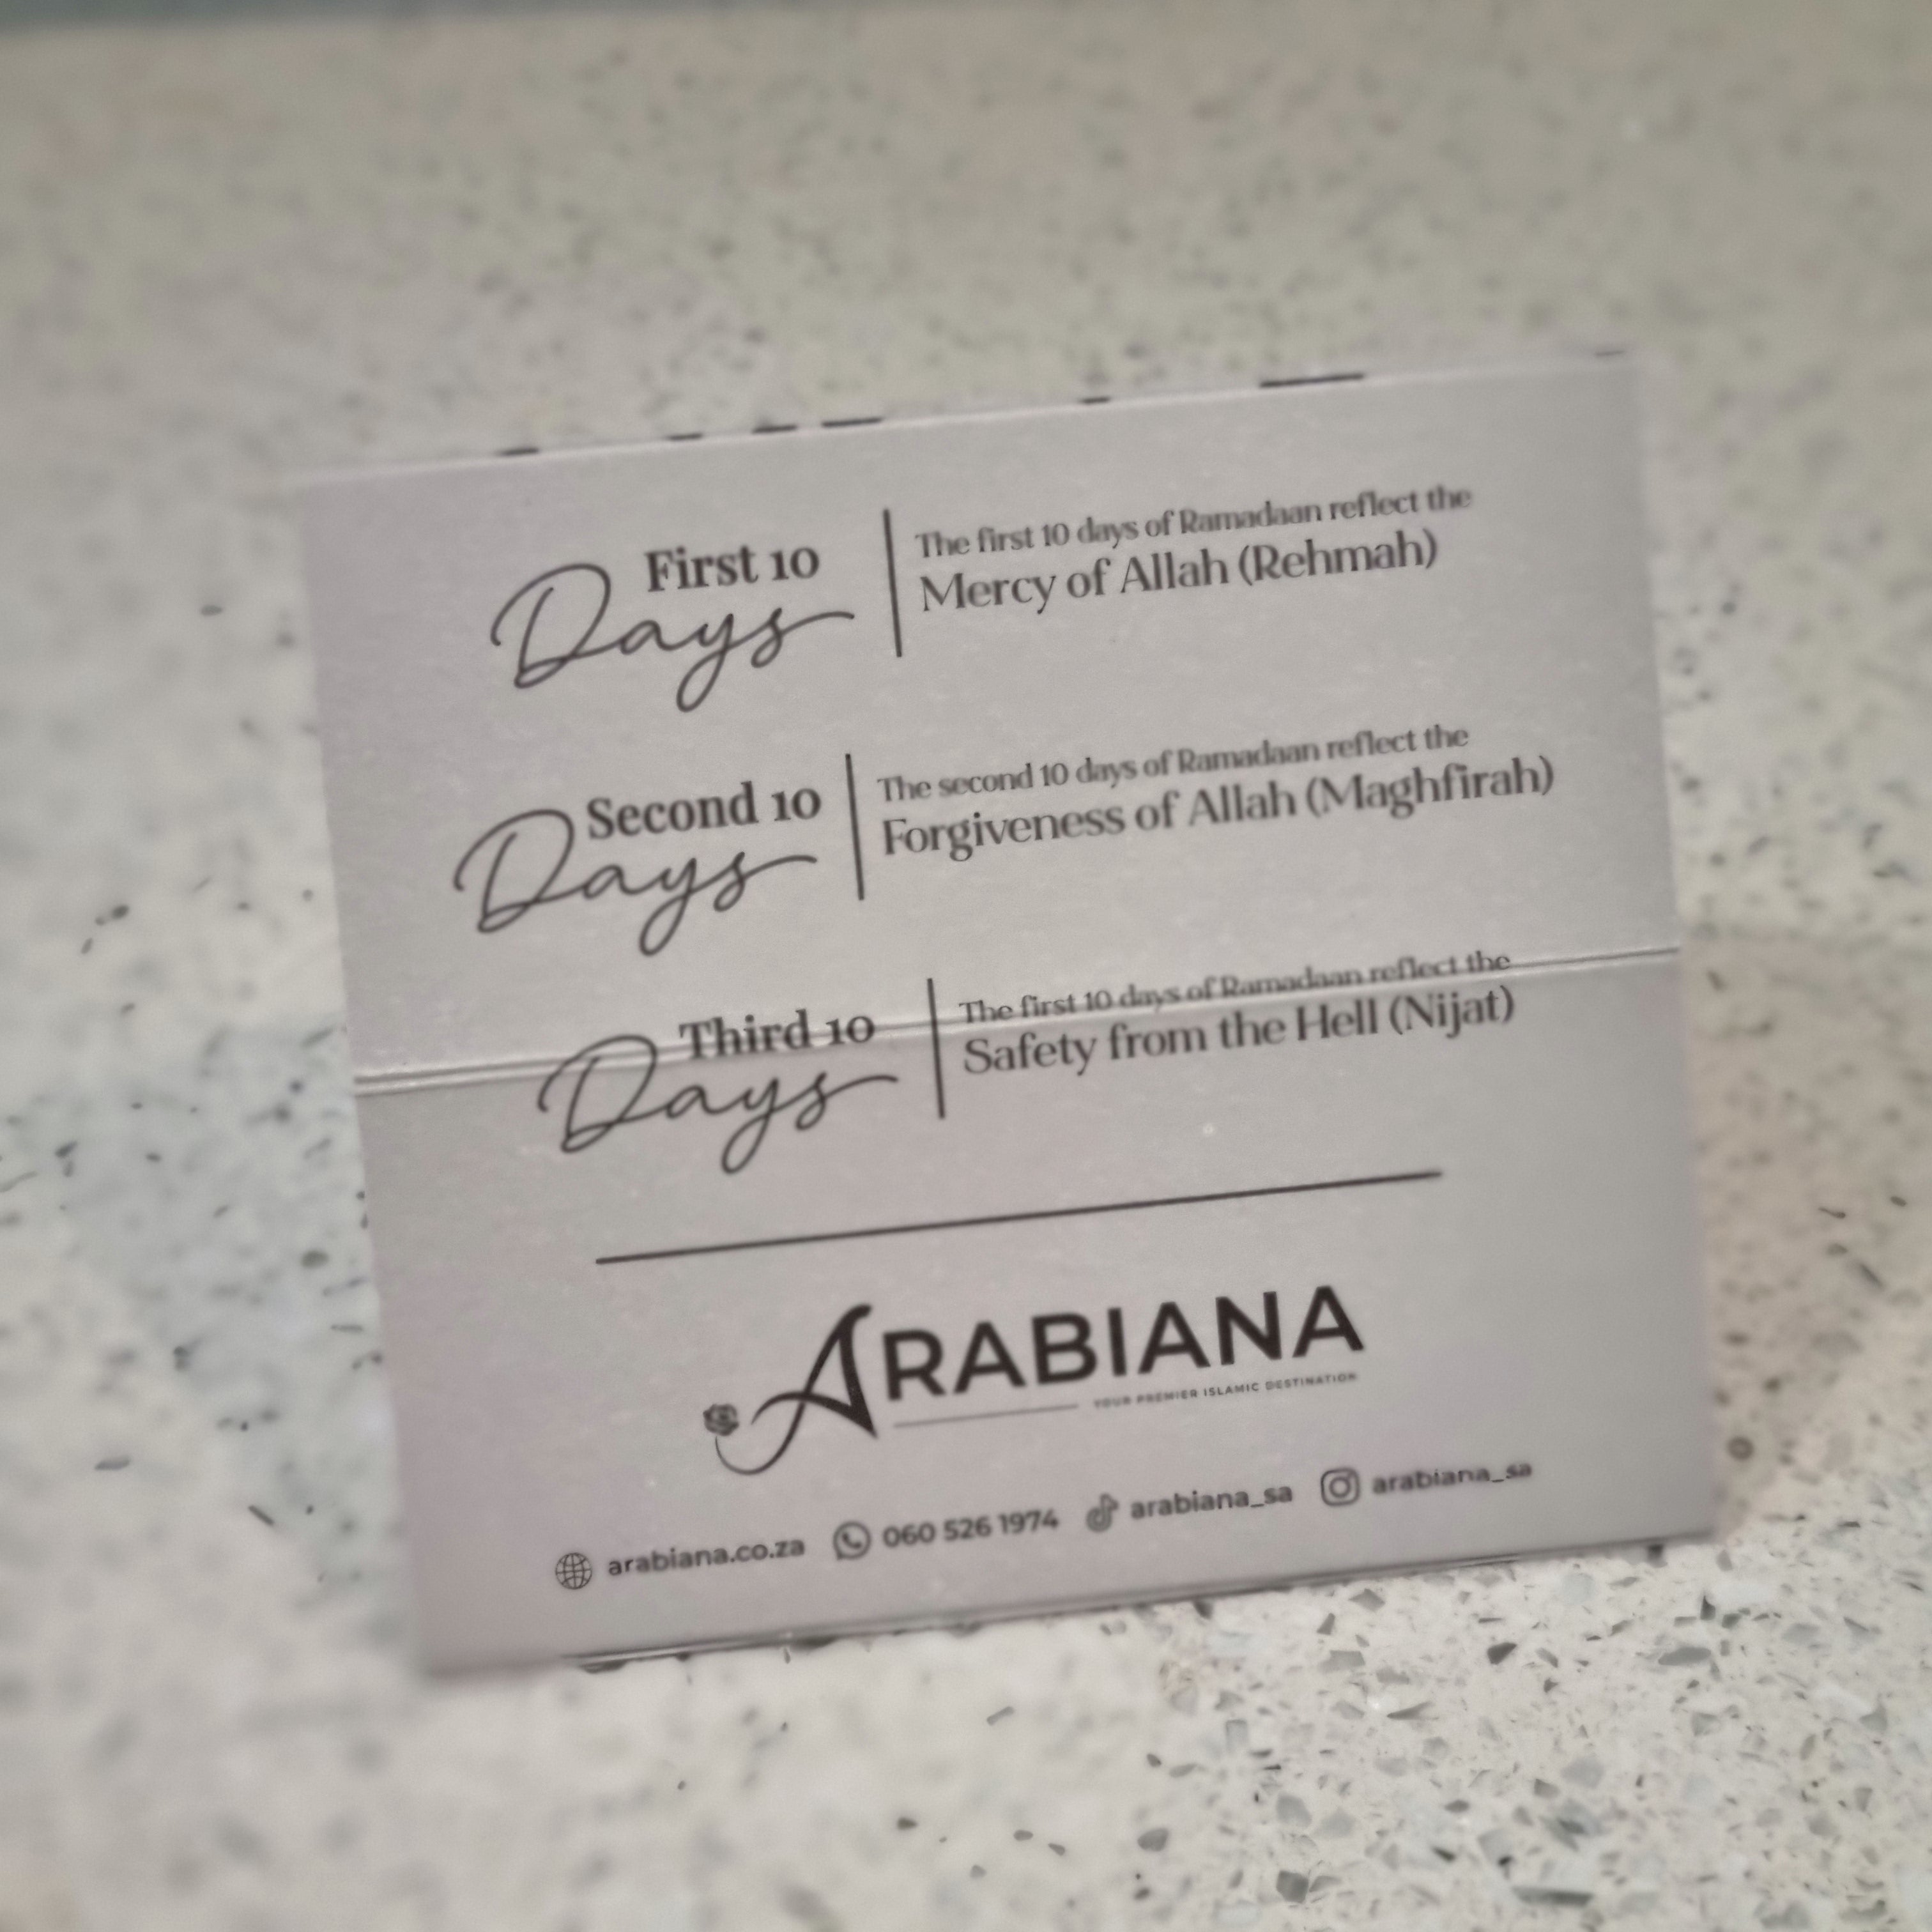 First 10
Days
The first 10 days of Ramadaan reflect the
Mercy of Allah (Rehmah)
Second 10
Days
The second 10 days of Ramadaan reflect the
Forgiveness of Allah (Maghfirah)
Third 10
Days
The first 10 days of Ramadaan reflect the
Safety from the Hell (Nijat)
ARABIANA
YOUR PREMIER ISLAMIC DESTINATION
arabiana.co.za 060 526 1974 arabiana_sa arabiana_sa